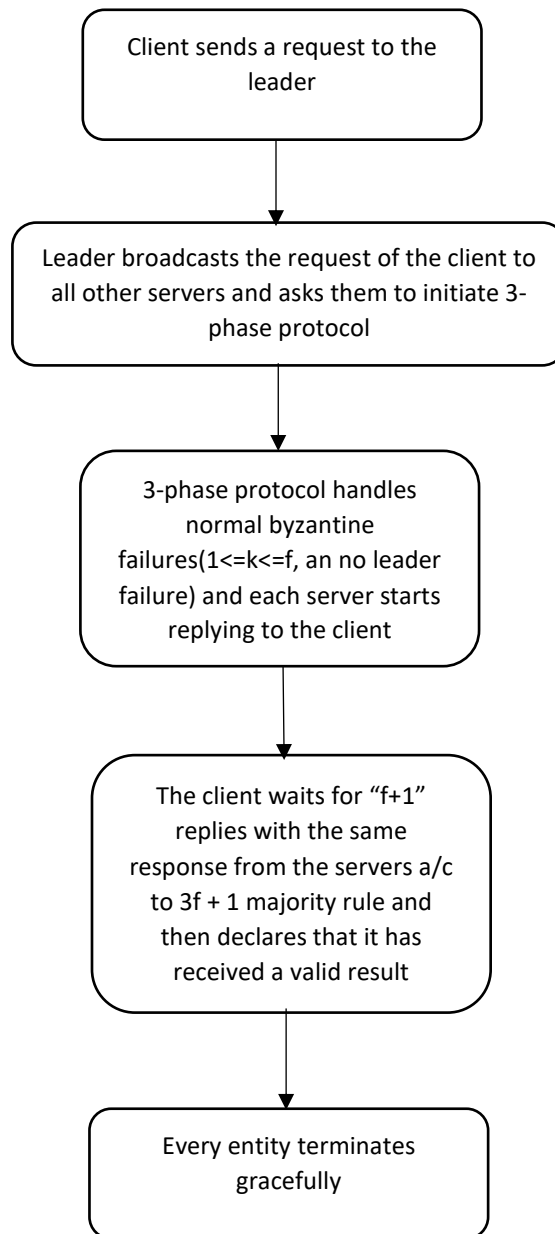 Client sends a request to the
leader
Leader broadcasts the request of the client to
all other servers and asks them to initiate 3-
phase protocol
3-phase protocol handles
normal byzantine
failures(1<=k<=f, an no leader
failure) and each server starts
replying to the client
The client waits for “f+1”
replies with the same
response from the servers a/c
to 3f + 1 majority rule and
then declares that it has
received a valid result
Every entity terminates
gracefully